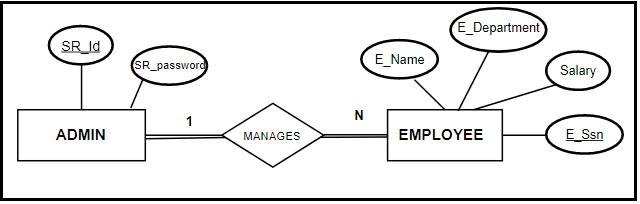 E_Department
SR_Id
E_Name
SR_password
Salary
1
N
ADMIN
MANAGES
EMPLOYEE
E_Ssn